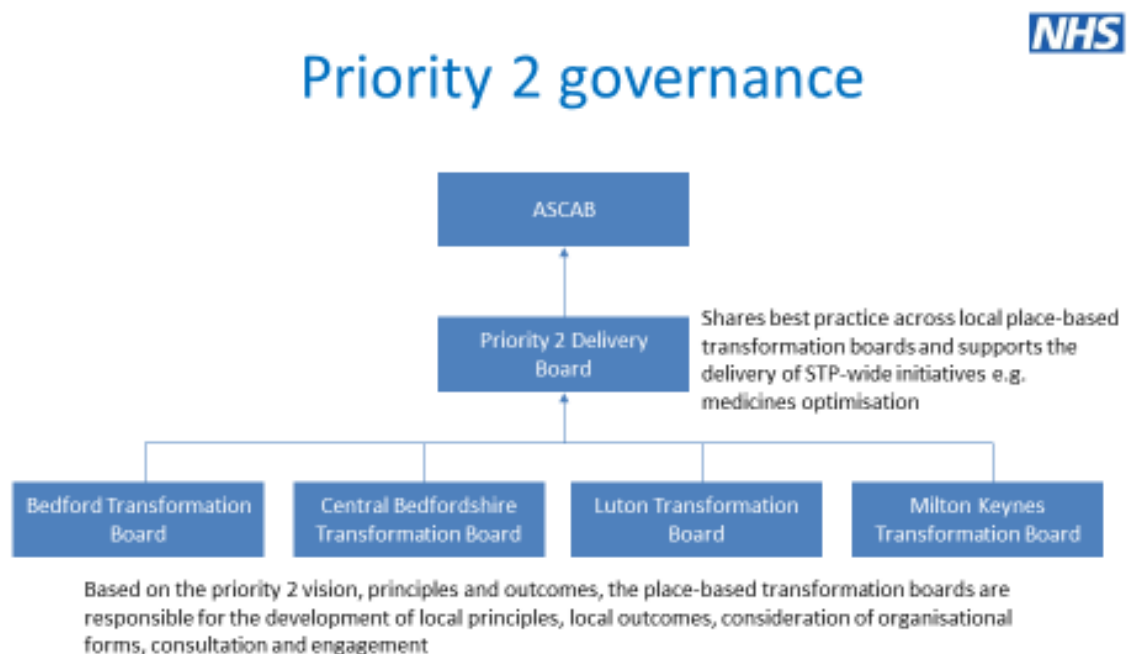 NHS
Priority 2 governance
ASCAB
Priority 2 Delivery
Board
Shares best practice across local place-based
transformation boards and supports the
delivery of STP-wide initiatives e.g.
medicines optimisation
Bedford Transformation
Board
Central Bedfordshire
Transformation Board
Luton Transformation
Board
Milton Keynes
Transformation Board
Based on the priority 2 vision, principles and outcomes, the place-based transformation boards are
responsible for the development of local principles, local outcomes, consideration of organisational
forms, consultation and engagement